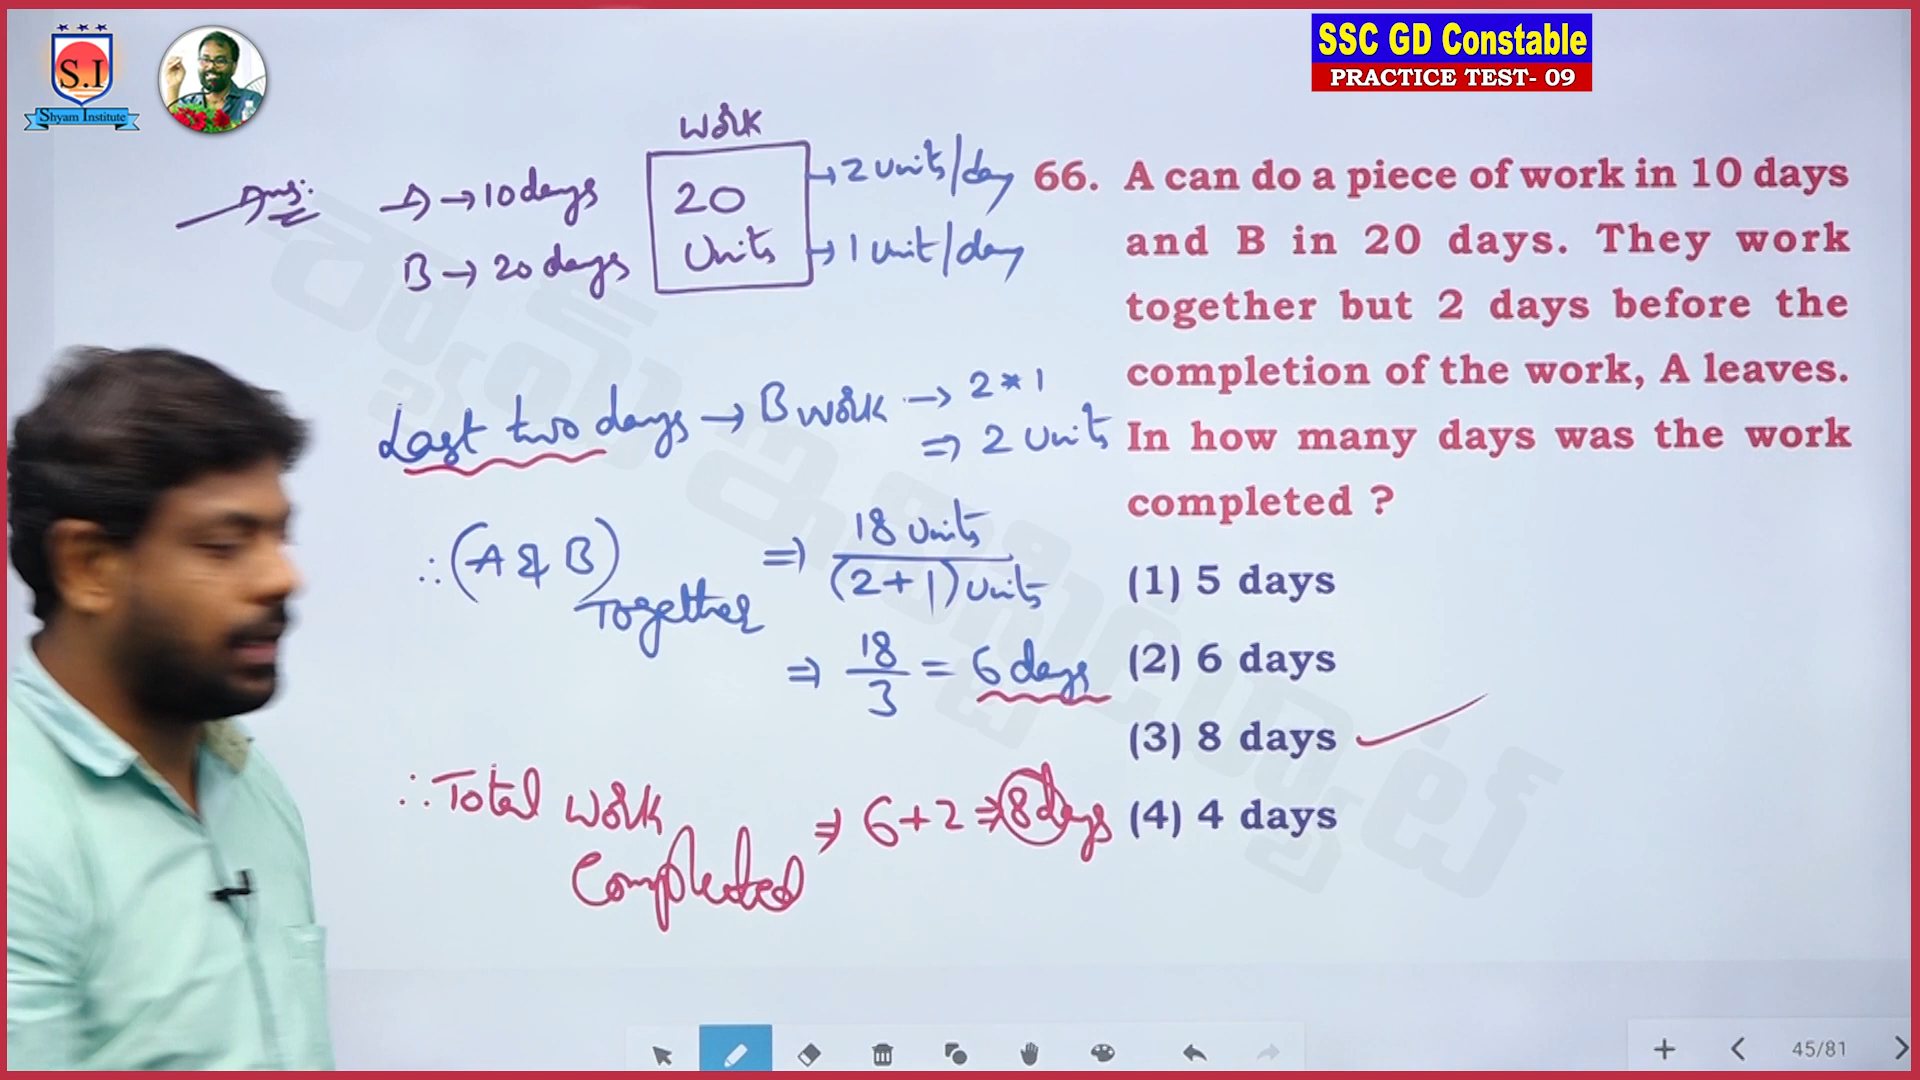 S.I
Shyam Institute
SSC GD Constable
PRACTICE TEST- 09
Ans:
A → 10 days
B → 20 days
Work
20
Units
→ 2 units/day
→ 1 unit/day
Last two days → B work → 2 * 1
⇒ 2 Units
∴ (A & B)
Together
⇒ 18 Units
(2+1) Units
⇒ 18
3
= 6 days
∴ Total work
Completed
⇒ 6+2 ⇒ 8 days
66. A can do a piece of work in 10 days
and B in 20 days. They work
together but 2 days before the
completion of the work, A leaves.
In how many days was the work
completed ?
(1) 5 days
(2) 6 days
(3) 8 days
(4) 4 days
శ్యామ్ ఇన్‌స్టిట్యూట్
45/81